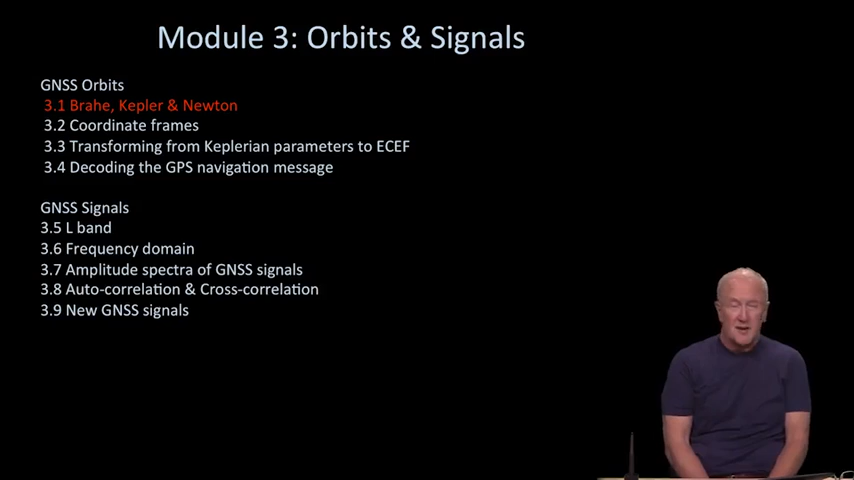 Module 3: Orbits & Signals
GNSS Orbits
3.1 Brahe, Kepler & Newton
3.2 Coordinate frames
3.3 Transforming from Keplerian parameters to ECEF
3.4 Decoding the GPS navigation message
GNSS Signals
3.5 L band
3.6 Frequency domain
3.7 Amplitude spectra of GNSS signals
3.8 Auto-correlation & Cross-correlation
3.9 New GNSS signals